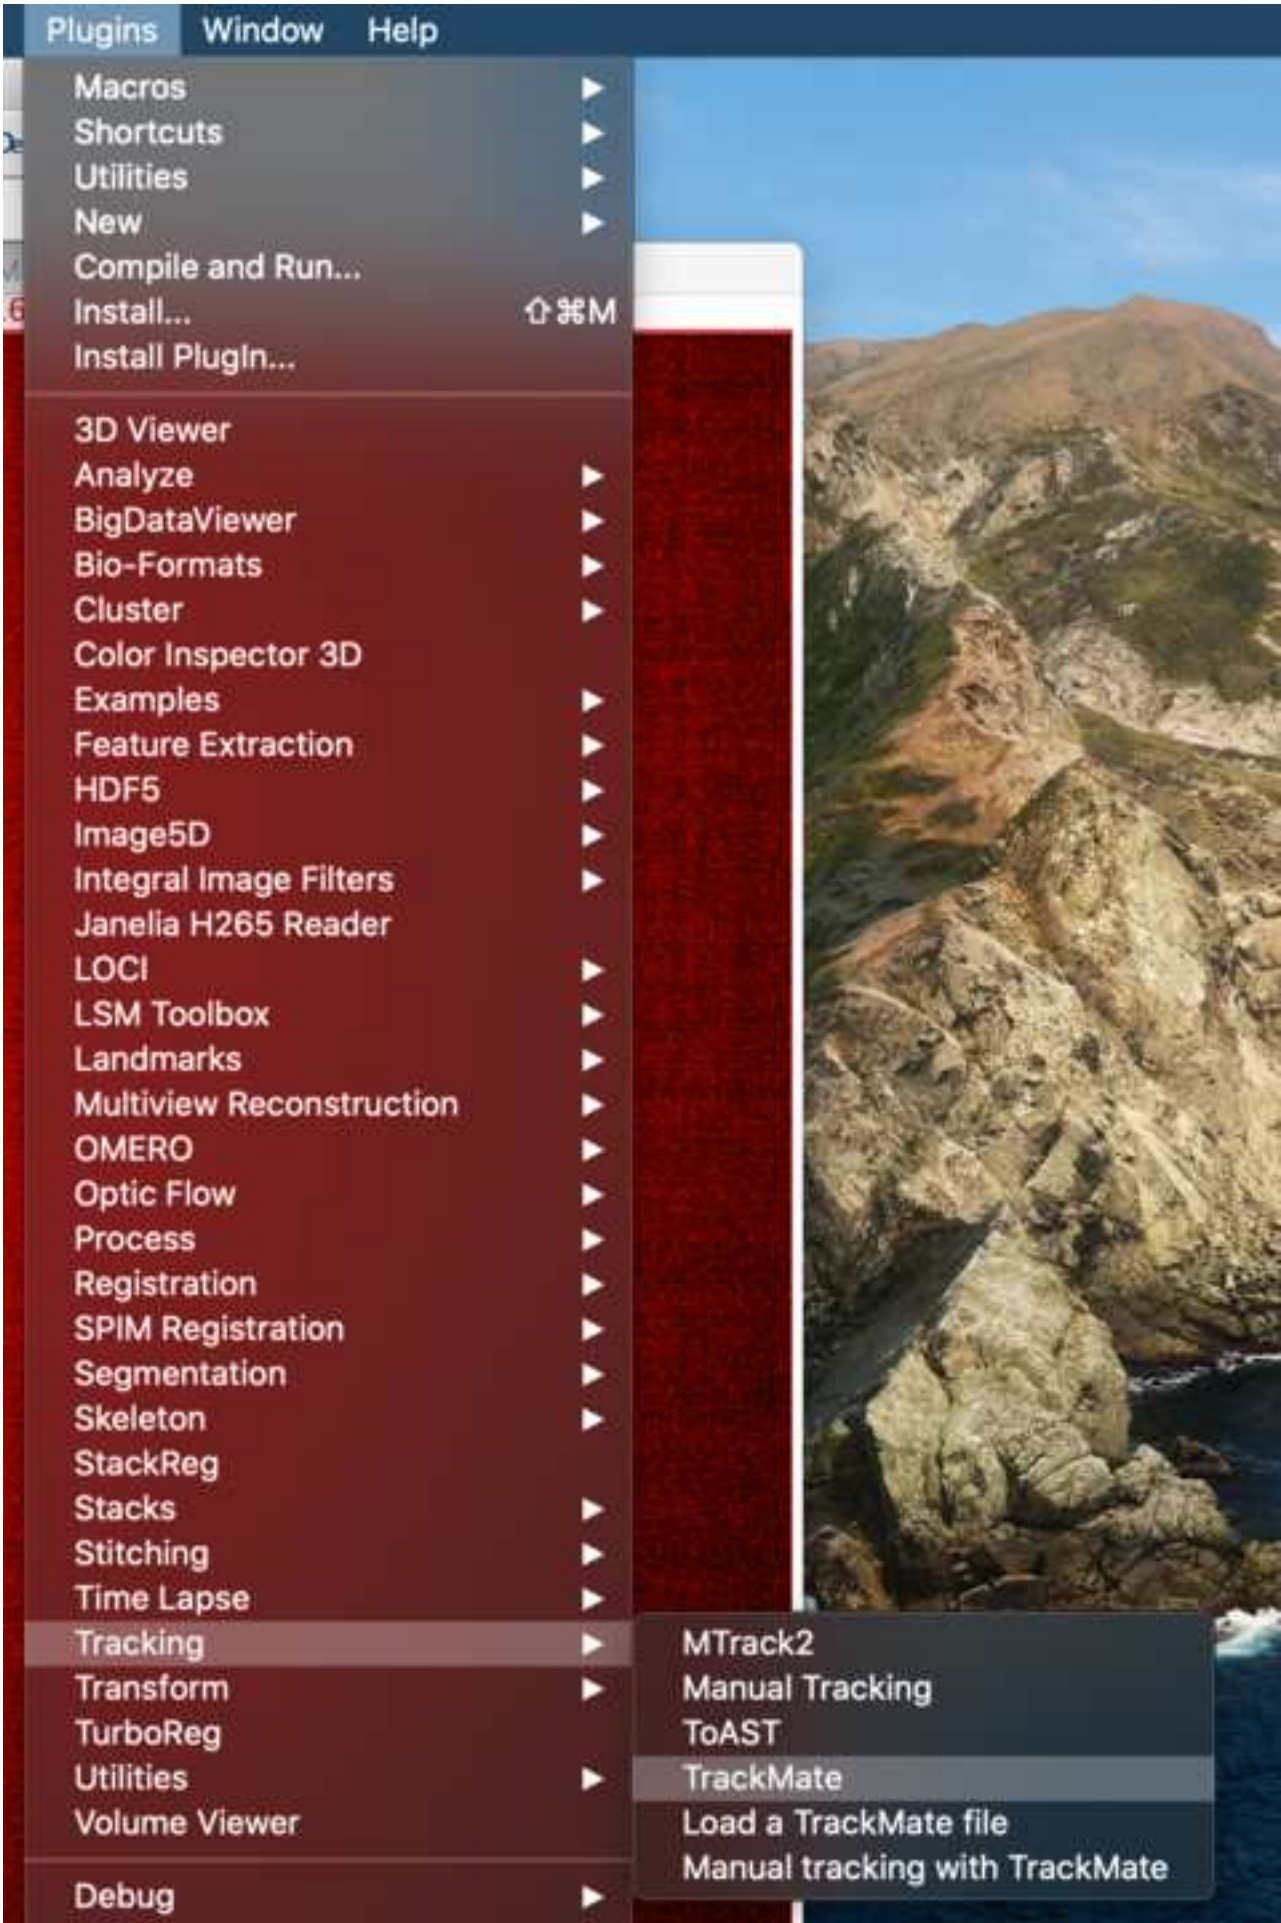 Plugins Window Help
Macros
Shortcuts
Utilities
New
Compile and Run...
Install... ⇧⌘M
Install PlugIn...
3D Viewer
Analyze
BigDataViewer
Bio-Formats
Cluster
Color Inspector 3D
Examples
Feature Extraction
HDF5
Image5D
Integral Image Filters
Janelia H265 Reader
LOCI
LSM Toolbox
Landmarks
Multiview Reconstruction
OMERO
Optic Flow
Process
Registration
SPIM Registration
Segmentation
Skeleton
StackReg
Stacks
Stitching
Time Lapse
Tracking
Transform
TurboReg
Utilities
Volume Viewer
Debug
MTrack2
Manual Tracking
ToAST
TrackMate
Load a TrackMate file
Manual tracking with TrackMate